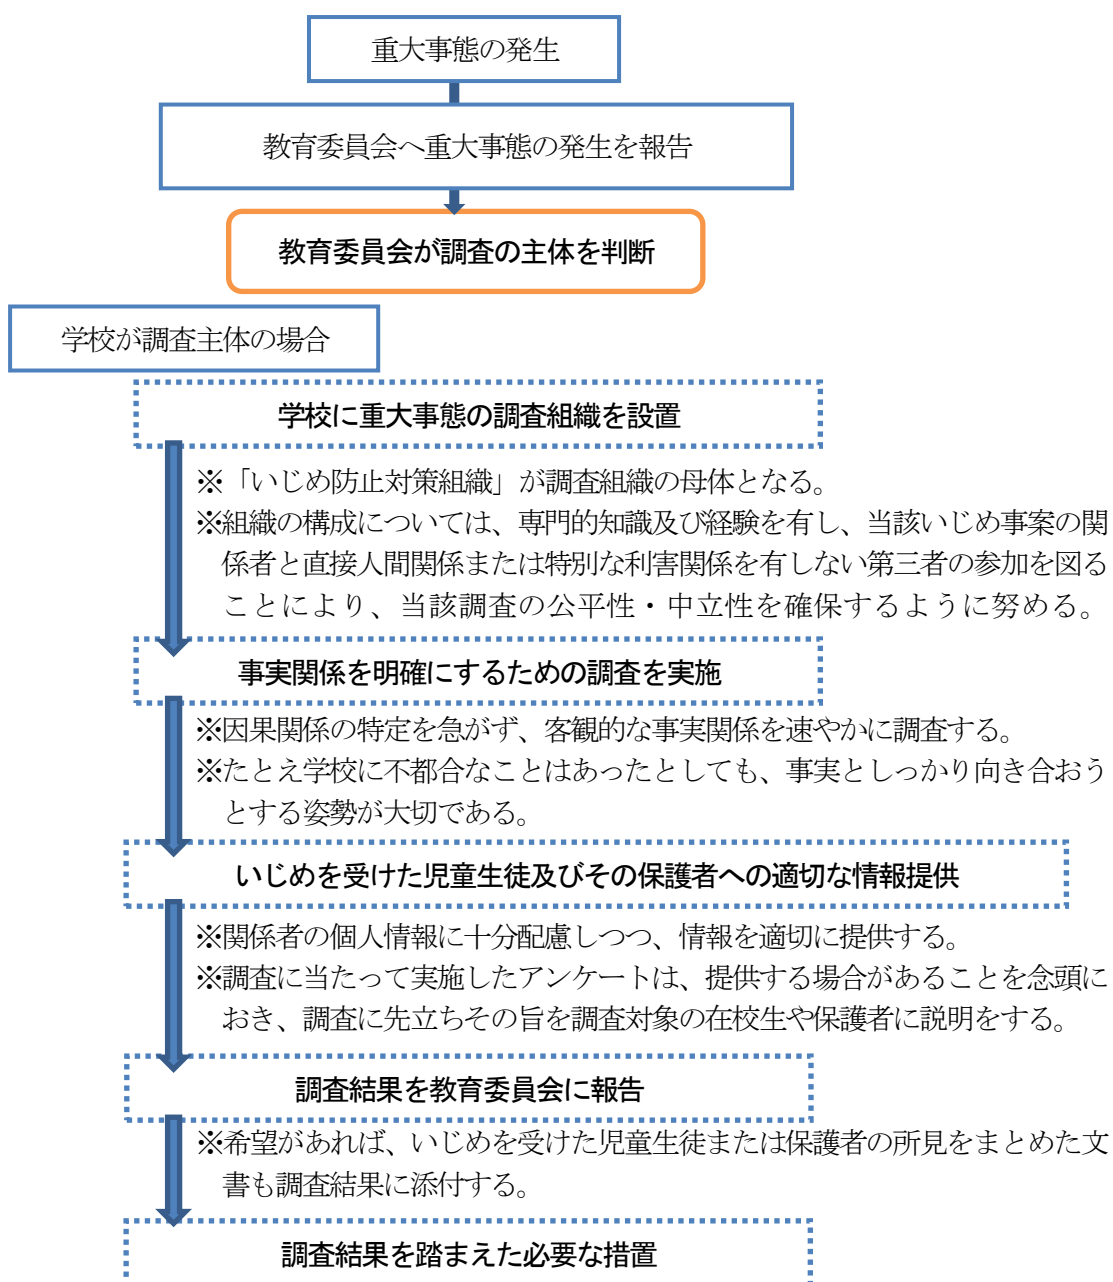 重大事態の発生
教育委員会へ重大事態の発生を報告
教育委員会が調査の主体を判断
学校が調査主体の場合
学校に重大事態の調査組織を設置
※「いじめ防止対策組織」が調査組織の母体となる。
※組織の構成については、専門的知識及び経験を有し、当該いじめ事案の関
係者と直接人間関係または特別な利害関係を有しない第三者の参加を図る
ことにより、当該調査の公平性・中立性を確保するように努める。
事実関係を明確にするための調査を実施
※因果関係の特定を急がず、客観的な事実関係を速やかに調査する。
※たとえ学校に不都合なことはあったとしても、事実としっかり向き合おう
とする姿勢が大切である。
いじめを受けた児童生徒及びその保護者への適切な情報提供
※関係者の個人情報に十分配慮しつつ、情報を適切に提供する。
※調査に当たって実施したアンケートは、提供する場合があることを念頭に
おき、調査に先立ちその旨を調査対象の在校生や保護者に説明をする。
調査結果を教育委員会に報告
※希望があれば、いじめを受けた児童生徒または保護者の所見をまとめた文
書も調査結果に添付する。
調査結果を踏まえた必要な措置